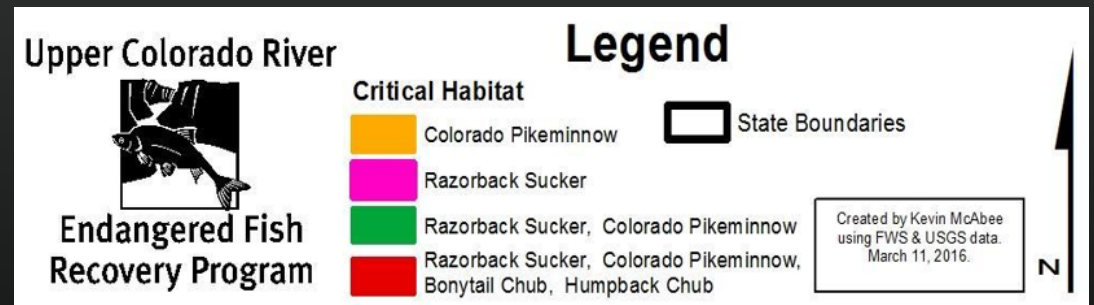 Upper Colorado River
Endangered Fish
Recovery Program
Legend
Critical Habitat
Colorado Pikeminnow
Razorback Sucker
Razorback Sucker, Colorado Pikeminnow
Razorback Sucker, Colorado Pikeminnow,
Bonytail Chub, Humpback Chub
State Boundaries
Created by Kevin McAbee
using FWS & USGS data.
March 11, 2016.
N